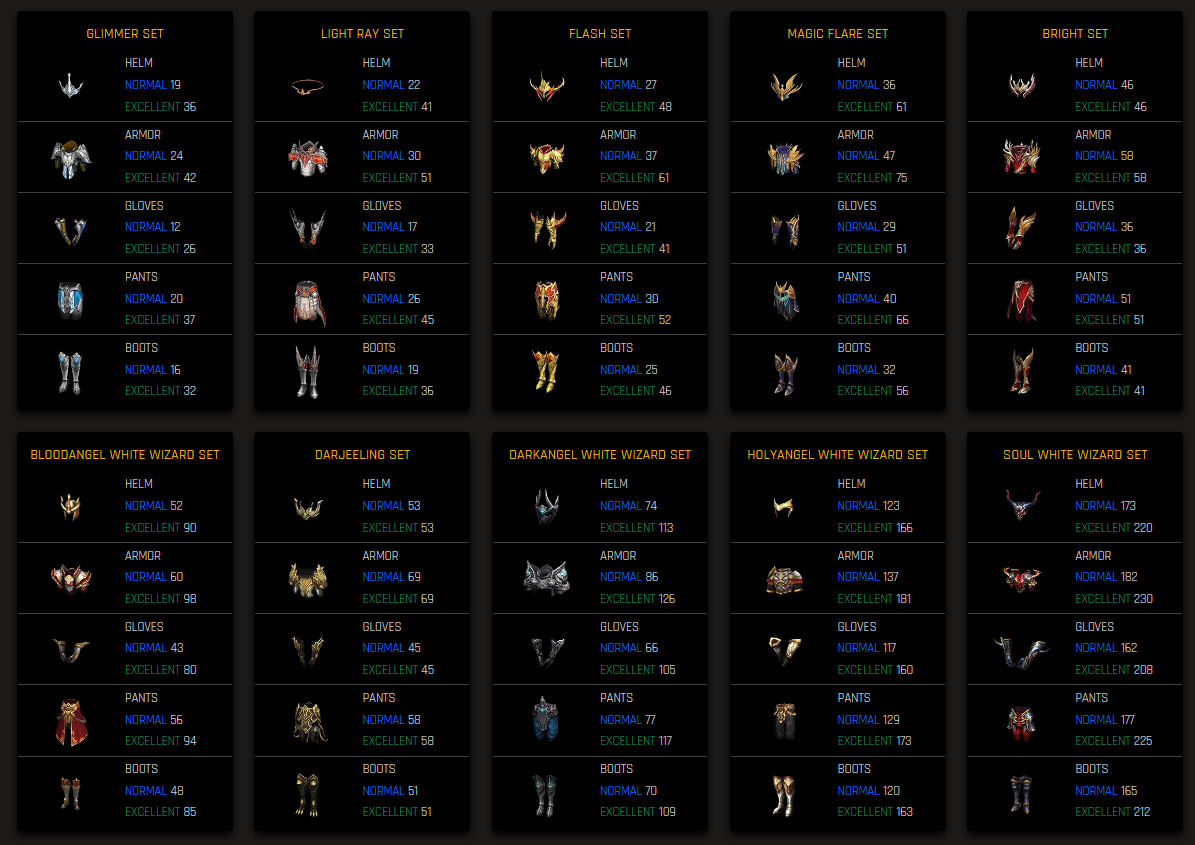 GLIMMER SET
HELM
NORMAL 19
EXCELLENT 36
ARMOR
NORMAL 24
EXCELLENT 42
GLOVES
NORMAL 12
EXCELLENT 26
PANTS
NORMAL 20
EXCELLENT 37
BOOTS
NORMAL 16
EXCELLENT 32
LIGHT RAY SET
HELM
NORMAL 22
EXCELLENT 41
ARMOR
NORMAL 30
EXCELLENT 51
GLOVES
NORMAL 17
EXCELLENT 33
PANTS
NORMAL 26
EXCELLENT 45
BOOTS
NORMAL 19
EXCELLENT 36
FLASH SET
HELM
NORMAL 27
EXCELLENT 48
ARMOR
NORMAL 37
EXCELLENT 61
GLOVES
NORMAL 21
EXCELLENT 41
PANTS
NORMAL 30
EXCELLENT 52
BOOTS
NORMAL 25
EXCELLENT 46
MAGIC FLARE SET
HELM
NORMAL 36
EXCELLENT 61
ARMOR
NORMAL 47
EXCELLENT 75
GLOVES
NORMAL 29
EXCELLENT 51
PANTS
NORMAL 40
EXCELLENT 66
BOOTS
NORMAL 32
EXCELLENT 56
BRIGHT SET
HELM
NORMAL 46
EXCELLENT 46
ARMOR
NORMAL 58
EXCELLENT 58
GLOVES
NORMAL 36
EXCELLENT 36
PANTS
NORMAL 51
EXCELLENT 51
BOOTS
NORMAL 41
EXCELLENT 41
BLOODANGEL WHITE WIZARD SET
HELM
NORMAL 52
EXCELLENT 90
ARMOR
NORMAL 60
EXCELLENT 98
GLOVES
NORMAL 43
EXCELLENT 80
PANTS
NORMAL 56
EXCELLENT 94
BOOTS
NORMAL 48
EXCELLENT 85
DARJEELING SET
HELM
NORMAL 53
EXCELLENT 53
ARMOR
NORMAL 69
EXCELLENT 69
GLOVES
NORMAL 45
EXCELLENT 45
PANTS
NORMAL 58
EXCELLENT 58
BOOTS
NORMAL 51
EXCELLENT 51
DARKANGEL WHITE WIZARD SET
HELM
NORMAL 74
EXCELLENT 113
ARMOR
NORMAL 86
EXCELLENT 126
GLOVES
NORMAL 66
EXCELLENT 105
PANTS
NORMAL 77
EXCELLENT 117
BOOTS
NORMAL 70
EXCELLENT 109
HOLYANGEL WHITE WIZARD SET
HELM
NORMAL 123
EXCELLENT 166
ARMOR
NORMAL 137
EXCELLENT 181
GLOVES
NORMAL 117
EXCELLENT 160
PANTS
NORMAL 129
EXCELLENT 173
BOOTS
NORMAL 120
EXCELLENT 163
SOUL WHITE WIZARD SET
HELM
NORMAL 173
EXCELLENT 220
ARMOR
NORMAL 182
EXCELLENT 230
GLOVES
NORMAL 162
EXCELLENT 208
PANTS
NORMAL 177
EXCELLENT 225
BOOTS
NORMAL 165
EXCELLENT 212